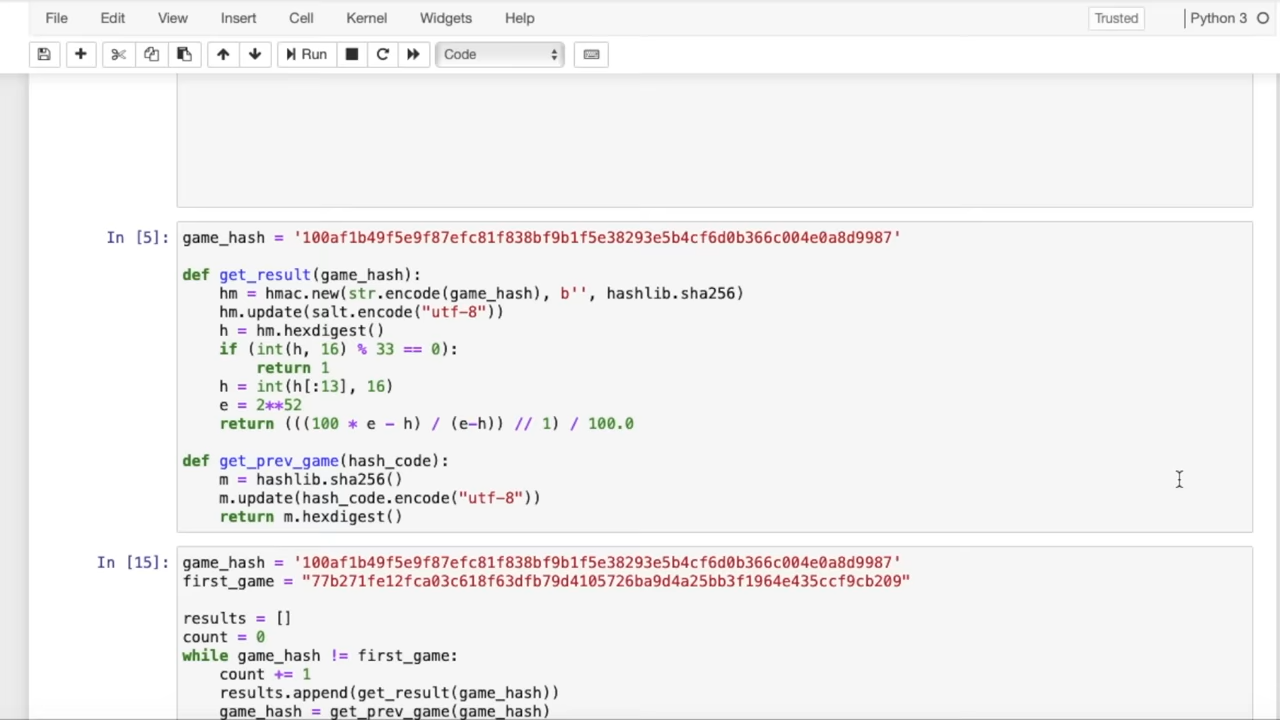 File Edit View Insert Cell Kernel Widgets Help Trusted Python 3
Run Code
In [5]: game_hash = '100af1b49f5e9f87efc81f838bf9b1f5e38293e5b4cf6d0b366c004e0a8d9987'
def get_result(game_hash):
    hm = hmac.new(str.encode(game_hash), b'', hashlib.sha256)
    hm.update(salt.encode("utf-8"))
    h = hm.hexdigest()
    if (int(h, 16) % 33 == 0):
        return 1
    h = int(h[:13], 16)
    e = 2**52
    return (((100 * e - h) / (e-h)) // 1) / 100.0
def get_prev_game(hash_code):
    m = hashlib.sha256()
    m.update(hash_code.encode("utf-8"))
    return m.hexdigest()
In [15]: game_hash = '100af1b49f5e9f87efc81f838bf9b1f5e38293e5b4cf6d0b366c004e0a8d9987'
first_game = "77b271fe12fca03c618f63dfb79d4105726ba9d4a25bb3f1964e435ccf9cb209"
results = []
count = 0
while game_hash != first_game:
    count += 1
    results.append(get_result(game_hash))
    game_hash = get_prev_game(game_hash)